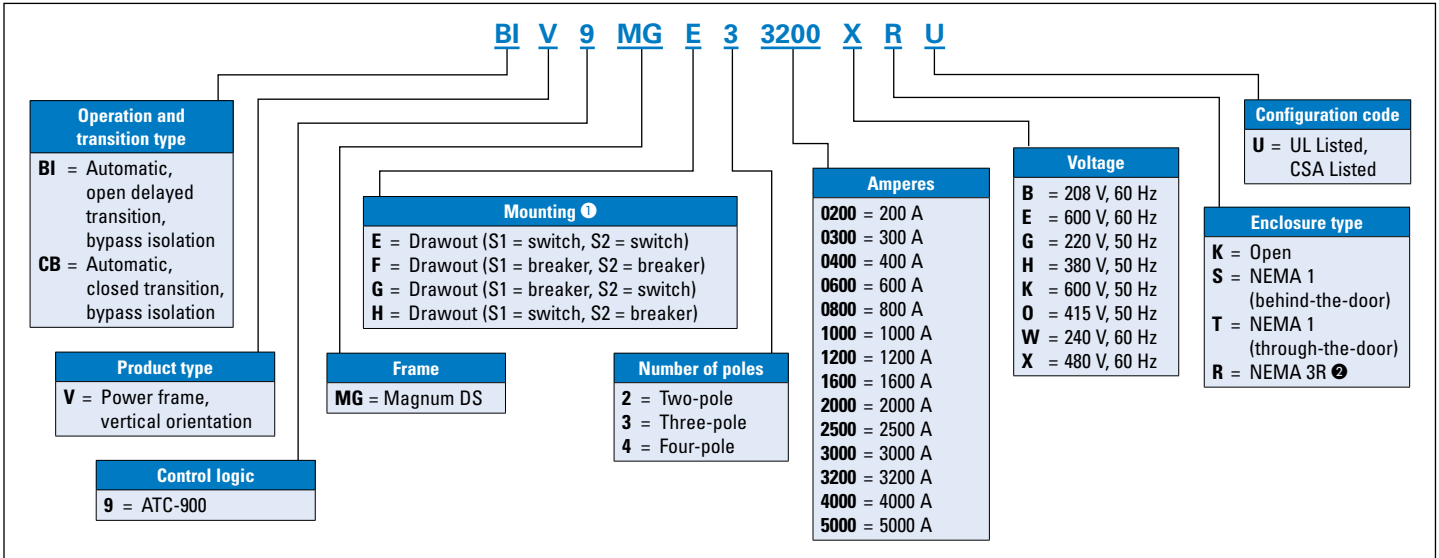 BI V 9 MG E 3 3200 X R U
Operation and
transition type
BI = Automatic,
open delayed
transition,
bypass isolation
CB = Automatic,
closed transition,
bypass isolation
Product type
V = Power frame,
vertical orientation
Control logic
9 = ATC-900
Mounting ❶
E = Drawout (S1 = switch, S2 = switch)
F = Drawout (S1 = breaker, S2 = breaker)
G = Drawout (S1 = breaker, S2 = switch)
H = Drawout (S1 = switch, S2 = breaker)
Frame
MG = Magnum DS
Number of poles
2 = Two-pole
3 = Three-pole
4 = Four-pole
Amperes
0200 = 200 A
0300 = 300 A
0400 = 400 A
0600 = 600 A
0800 = 800 A
1000 = 1000 A
1200 = 1200 A
1600 = 1600 A
2000 = 2000 A
2500 = 2500 A
3000 = 3000 A
3200 = 3200 A
4000 = 4000 A
5000 = 5000 A
Voltage
B = 208 V, 60 Hz
E = 600 V, 60 Hz
G = 220 V, 50 Hz
H = 380 V, 50 Hz
K = 600 V, 50 Hz
O = 415 V, 50 Hz
W = 240 V, 60 Hz
X = 480 V, 60 Hz
Configuration code
U = UL Listed,
CSA Listed
Enclosure type
K = Open
S = NEMA 1
(behind-the-door)
T = NEMA 1
(through-the-door)
R = NEMA 3R ❷